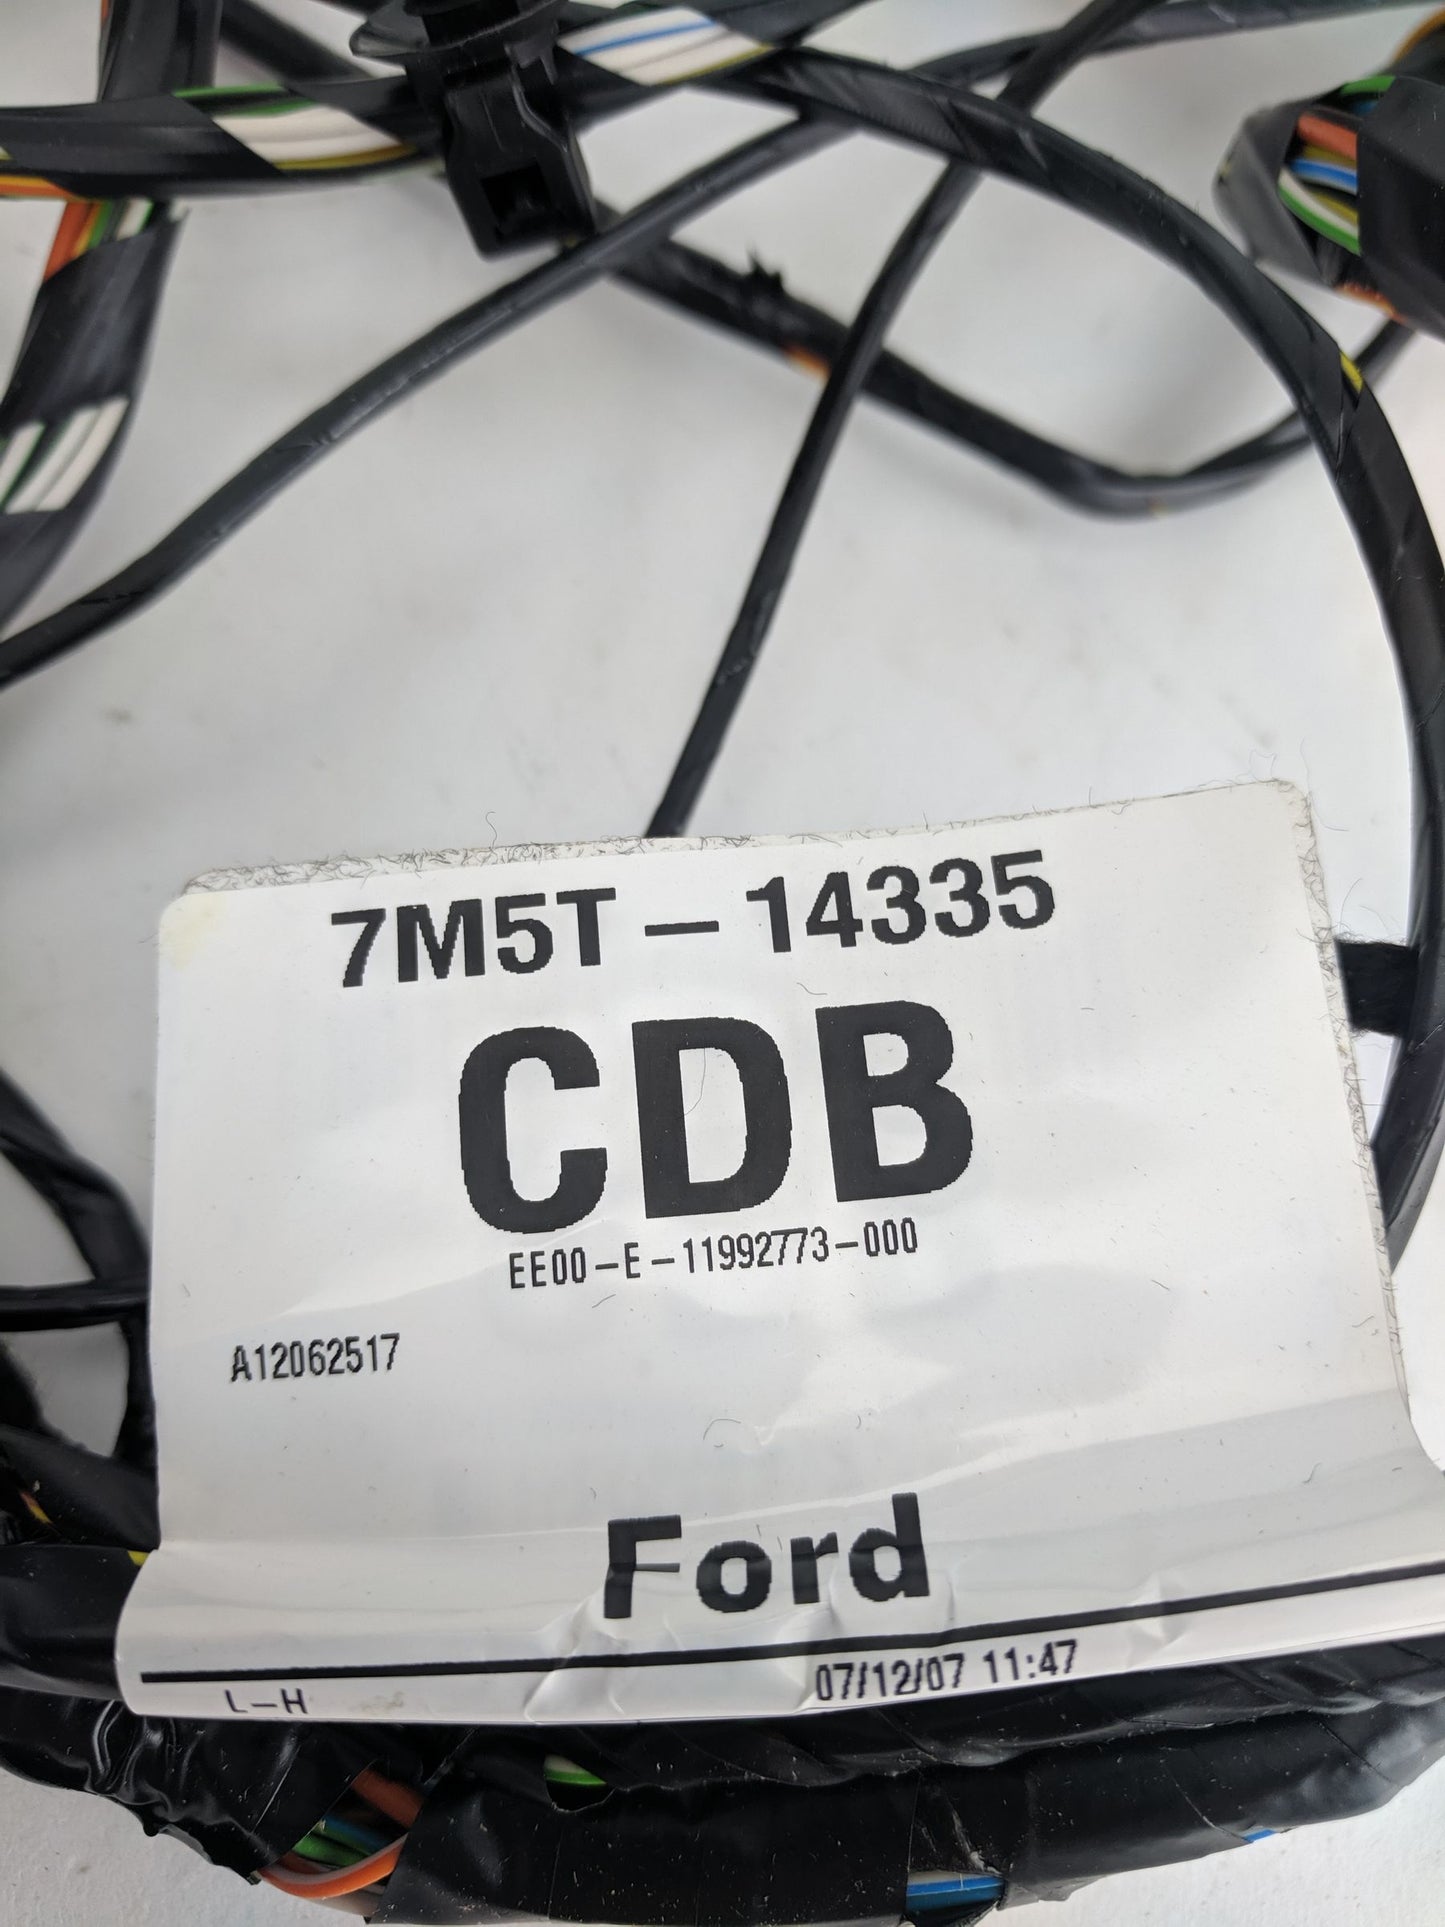 7M5T-14335
CDB
EE00-E-11992773-000
A12062517
Ford
L-H 07/12/07 11:47